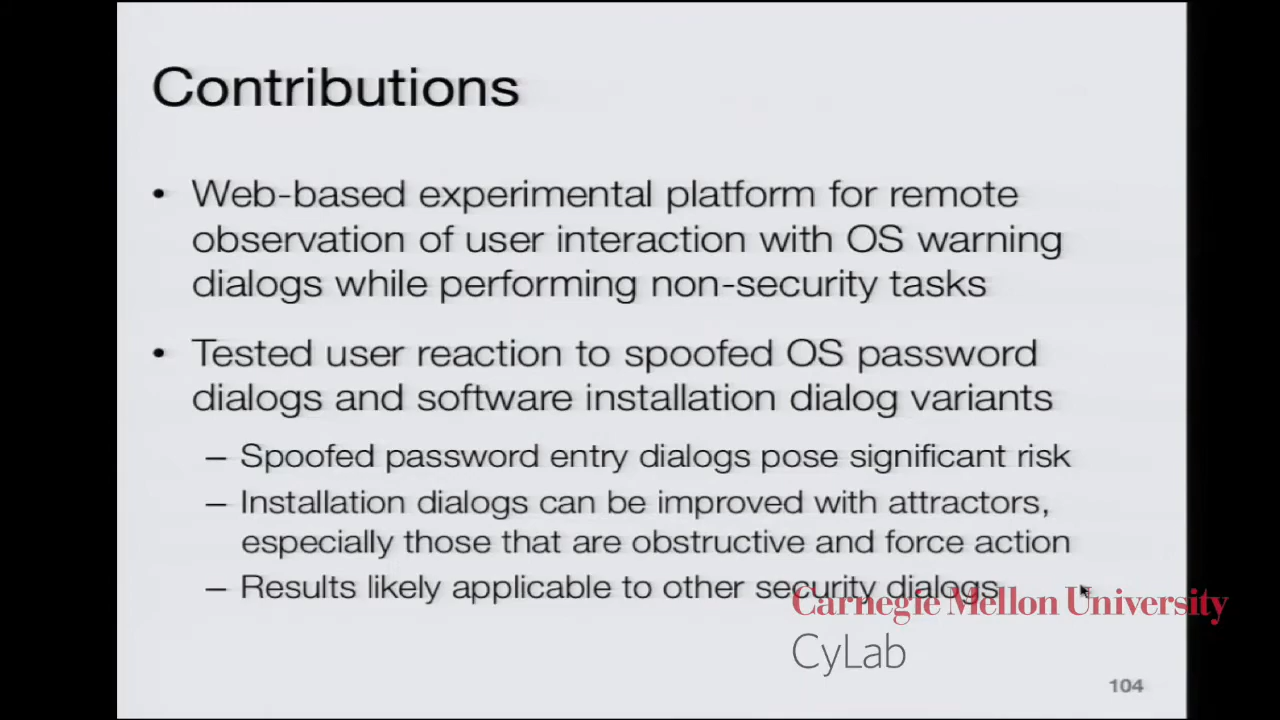 Contributions
• Web-based experimental platform for remote
observation of user interaction with OS warning
dialogs while performing non-security tasks
• Tested user reaction to spoofed OS password
dialogs and software installation dialog variants
– Spoofed password entry dialogs pose significant risk
– Installation dialogs can be improved with attractors,
especially those that are obstructive and force action
– Results likely applicable to other security dialogs
Carnegie Mellon University
CyLab
104